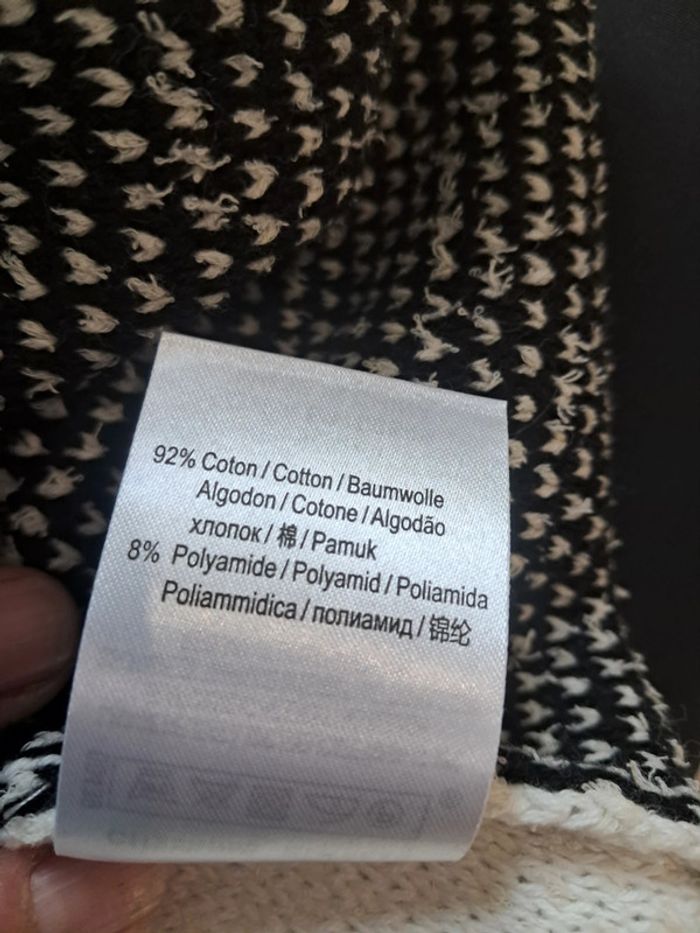 92% Coton / Cotton / Baumwolle
Algodon / Cotone / Algodão
хлопок / 棉 / Pamuk
8% Polyamide / Polyamid / Poliamida
Poliammidica / полиамид / 锦纶